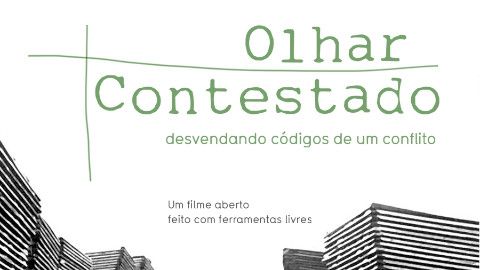 Olhar
Contestado
desvendando códigos de um conflito
Um filme aberto
feito com ferramentas livres